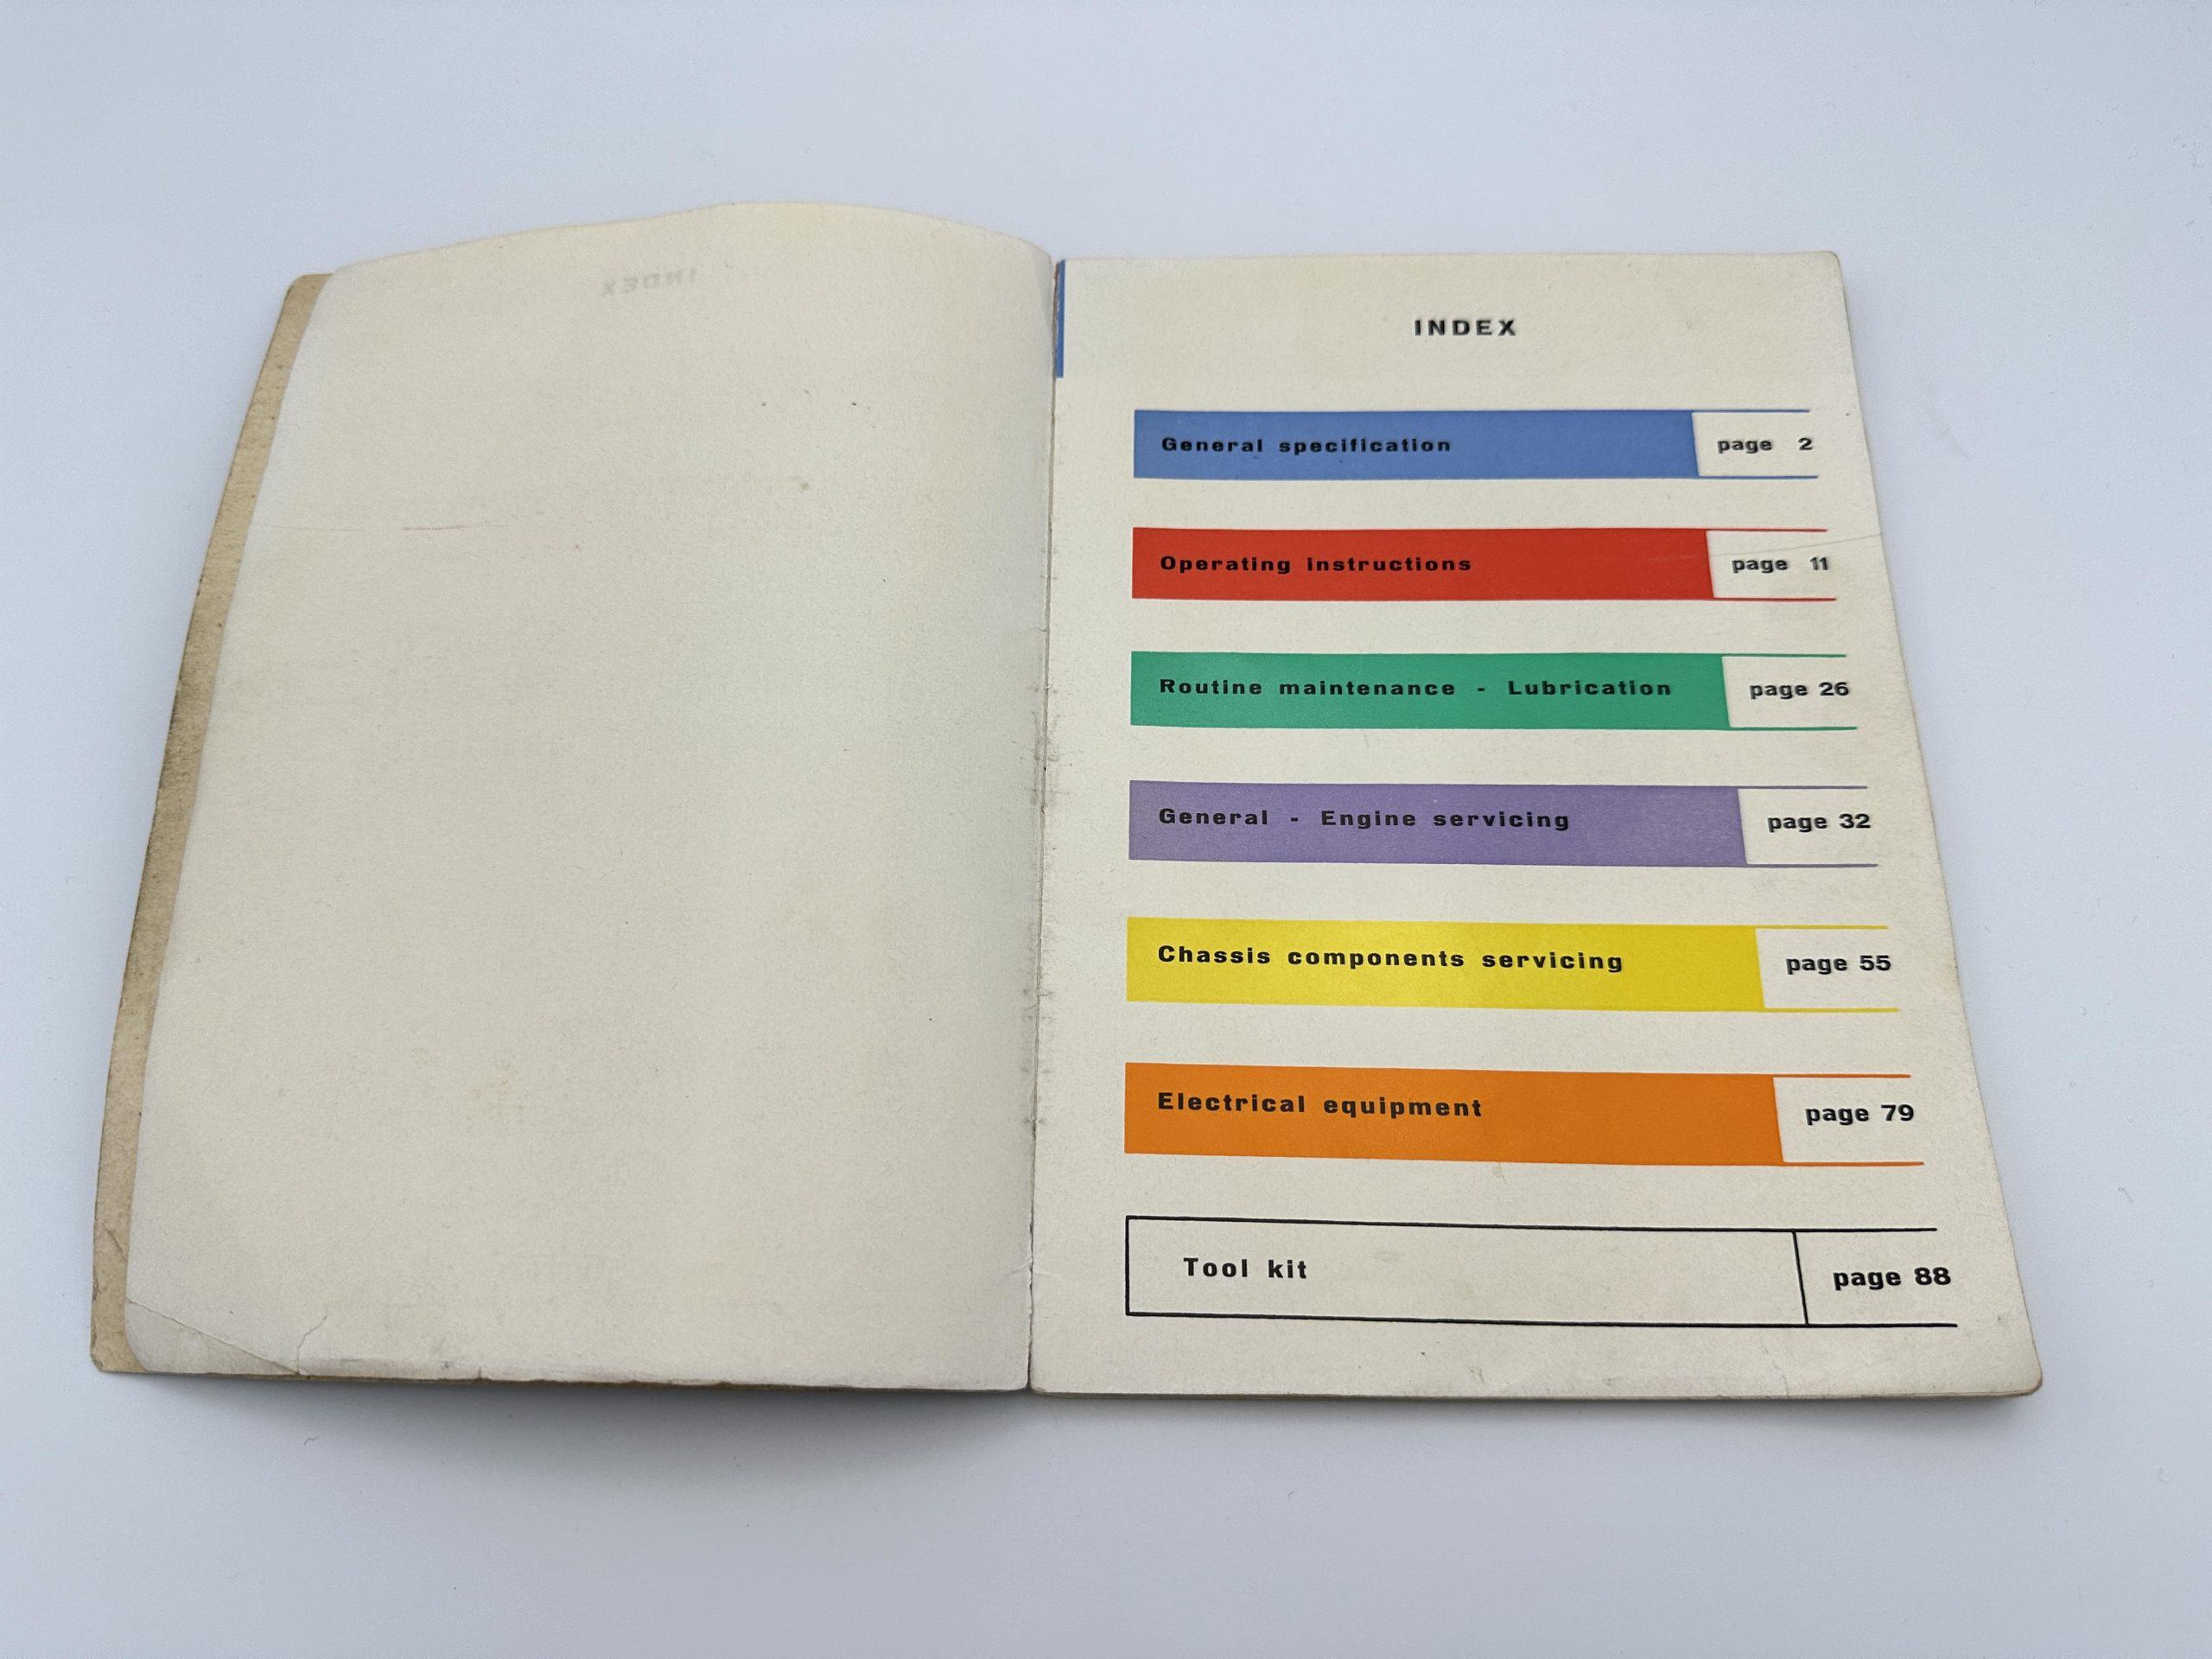 INDEX
INDEX
General specification page 2
Operating instructions page 11
Routine maintenance - Lubrication page 26
General - Engine servicing page 32
Chassis components servicing page 55
Electrical equipment page 79
Tool kit page 88